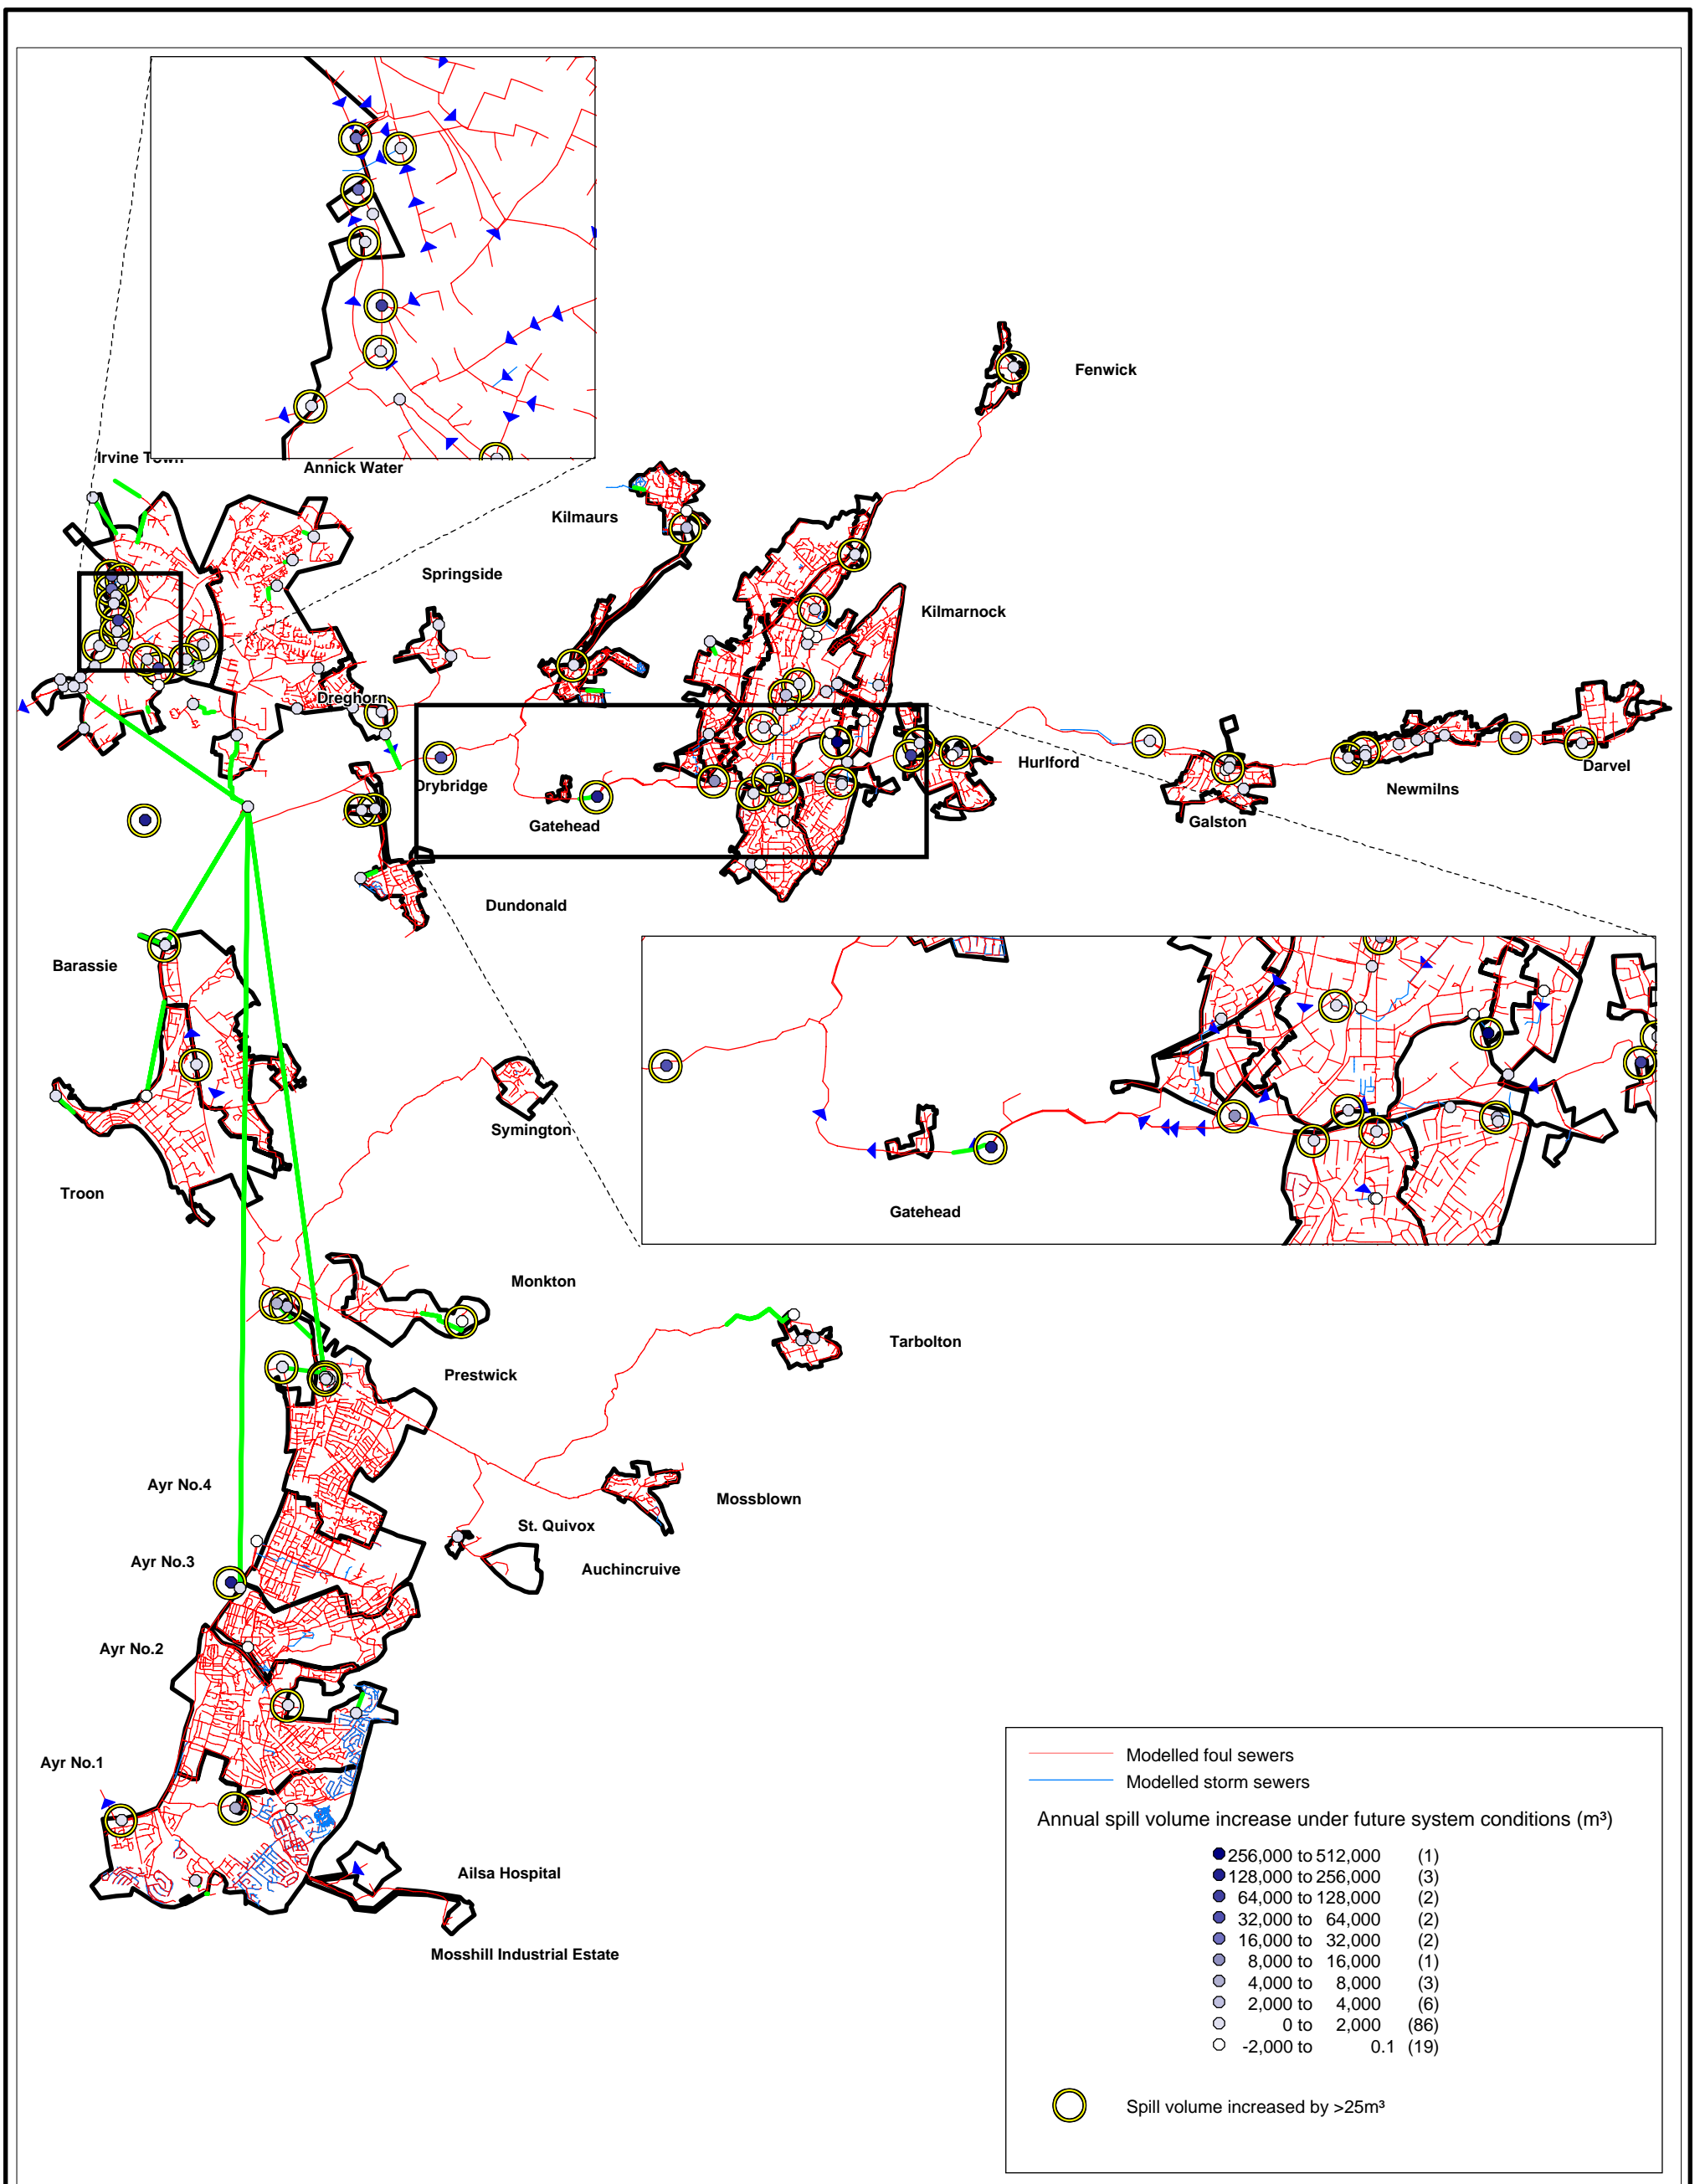 Irvine Town
Annick Water
Fenwick
Kilmaurs
Springside
Kilmarnock
Dreghorn
Drybridge
Gatehead
Hurlford
Galston
Newmilns
Darvel
Dundonald
Barassie
Symington
Troon
Gatehead
Monkton
Prestwick
Tarbolton
Ayr No.4
Mossblown
St. Quivox
Ayr No.3
Auchincruive
Ayr No.2
Ayr No.1
Ailsa Hospital
Mosshill Industrial Estate
Modelled foul sewers
Modelled storm sewers
Annual spill volume increase under future system conditions (m³)
256,000 to 512,000 (1)
128,000 to 256,000 (3)
64,000 to 128,000 (2)
32,000 to 64,000 (2)
16,000 to 32,000 (2)
8,000 to 16,000 (1)
4,000 to 8,000 (3)
2,000 to 4,000 (6)
0 to 2,000 (86)
-2,000 to 0.1 (19)
Spill volume increased by >25m³